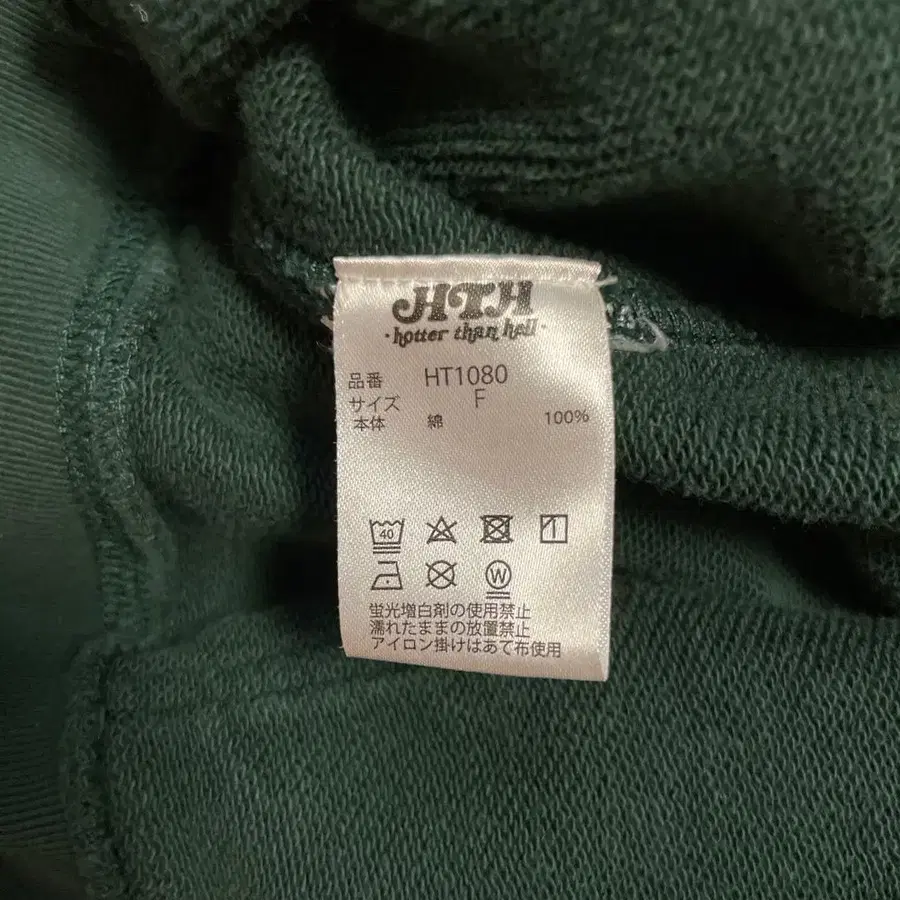 HTH
·hotter than hell·
品番 HT1080
サイズ F
本体 綿 100%
40
W
蛍光増白剤の使用禁止
濡れたままの放置禁止
アイロン掛けはあて布使用